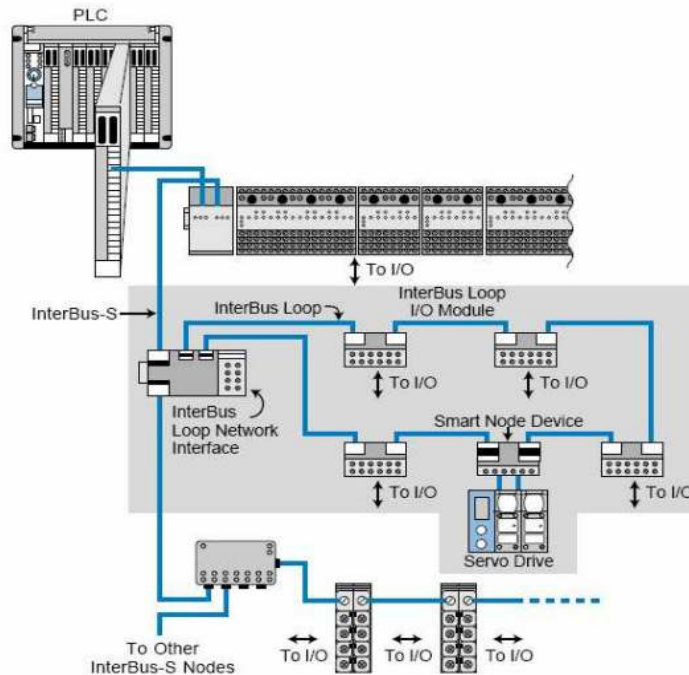 PLC
To I/O
InterBus-S
InterBus Loop
InterBus Loop
I/O Module
To I/O
To I/O
InterBus
Loop Network
Interface
Smart Node Device
To I/O
To I/O
Servo Drive
To Other
InterBus-S Nodes
To I/O
To I/O
To I/O